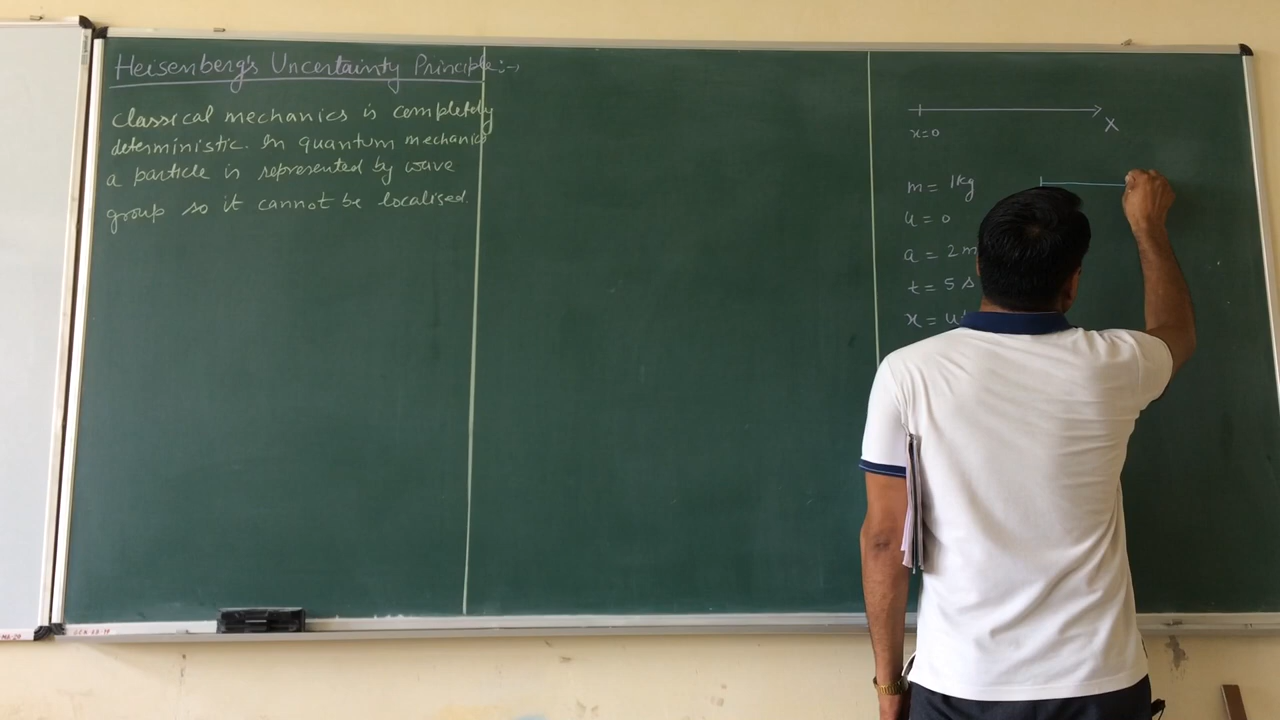 Heisenberg's Uncertainty Principle:→
classical mechanics is completely
deterministic. In quantum mechanics
a particle is represented by wave
group so it cannot be localised.
x=0
X
m = 1kg
u = 0
a = 2 m
t = 5 s
x = ut